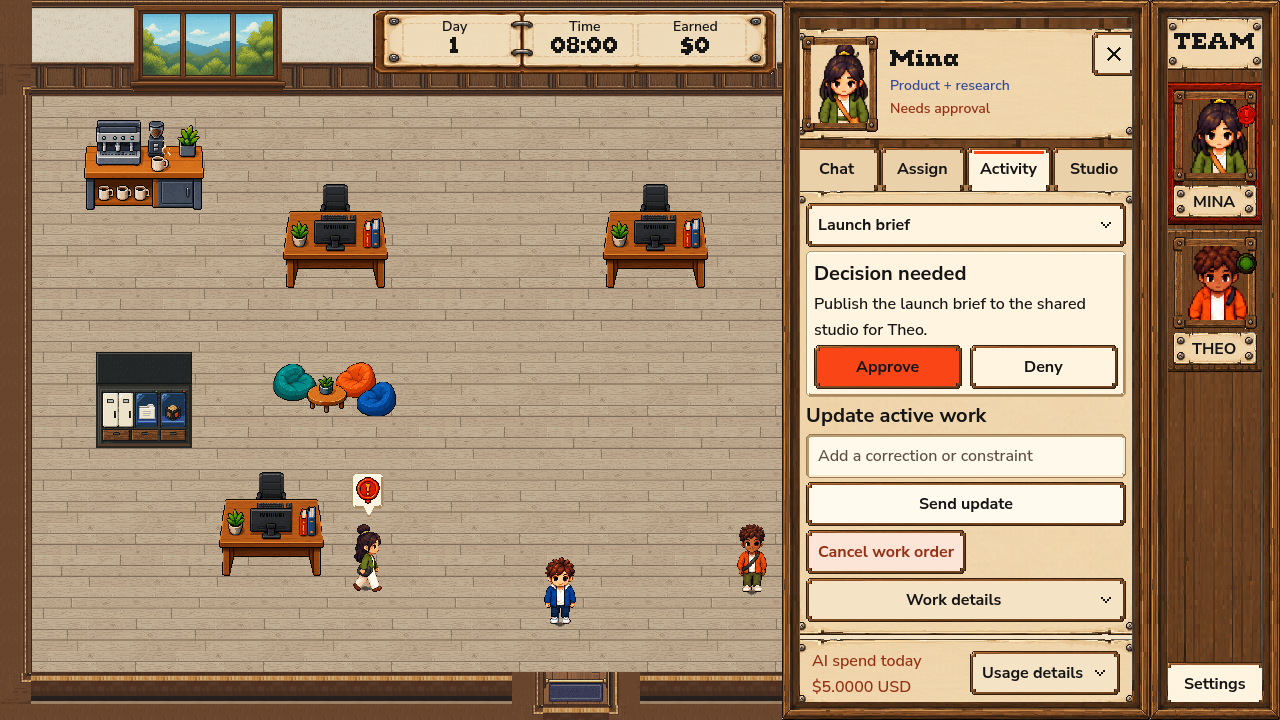 Day
1
Time
08:00
Earned
$0
Mina
Product + research
Needs approval
Chat
Assign
Activity
Studio
Launch brief
Decision needed
Publish the launch brief to the shared
studio for Theo.
Approve
Deny
Update active work
Add a correction or constraint
Send update
Cancel work order
Work details
AI spend today
$5.0000 USD
Usage details
TEAM
MINA
THEO
Settings